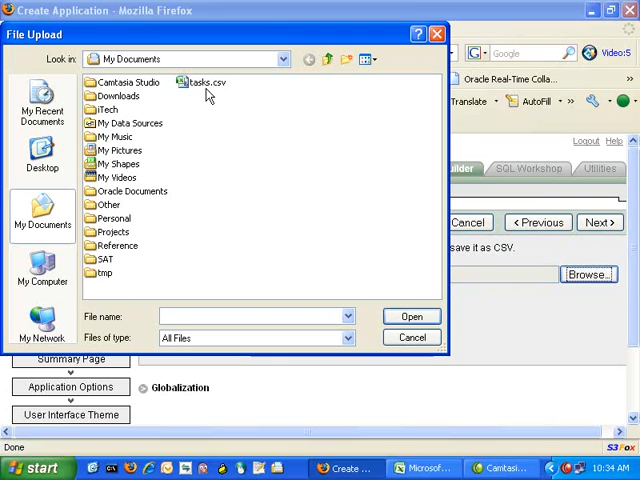 Create Application - Mozilla Firefox
File Upload
Look in:
My Documents
Google
Video:5
Oracle Real-Time Colla...
Translate
AutoFill
Logout Help
SQL Workshop
Utilities
Cancel
< Previous
Next >
save it as CSV.
Browse...
My Recent
Documents
Desktop
My Documents
My Computer
My Network
Camtasia Studio
Downloads
iTech
My Data Sources
My Music
My Pictures
My Shapes
My Videos
Oracle Documents
Other
Personal
Projects
Reference
SAT
tmp
tasks.csv
File name:
Open
Files of type:
All Files
Cancel
Summary Page
Application Options
User Interface Theme
Globalization
Done
S3Fox
start
Create ...
Microsof...
Camtasi...
10:34 AM